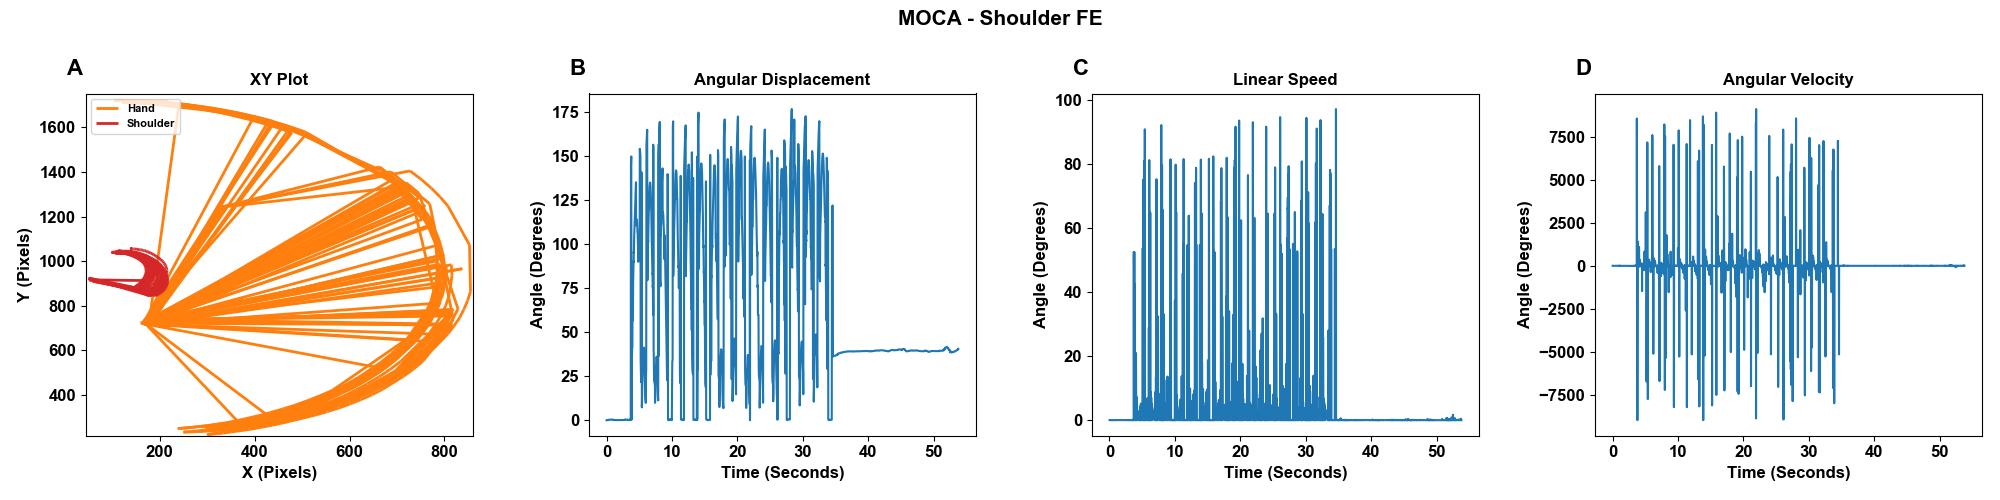 MOCA - Shoulder FE
A
XY Plot
Hand
Shoulder
1600
1400
1200
1000
800
600
400
Y (Pixels)
200
400
600
800
X (Pixels)
B
Angular Displacement
175
150
125
100
75
50
25
0
Angle (Degrees)
0
10
20
30
40
50
Time (Seconds)
C
Linear Speed
100
80
60
40
20
0
Angle (Degrees)
0
10
20
30
40
50
Time (Seconds)
D
Angular Velocity
7500
5000
2500
0
−2500
−5000
−7500
Angle (Degrees)
0
10
20
30
40
50
Time (Seconds)